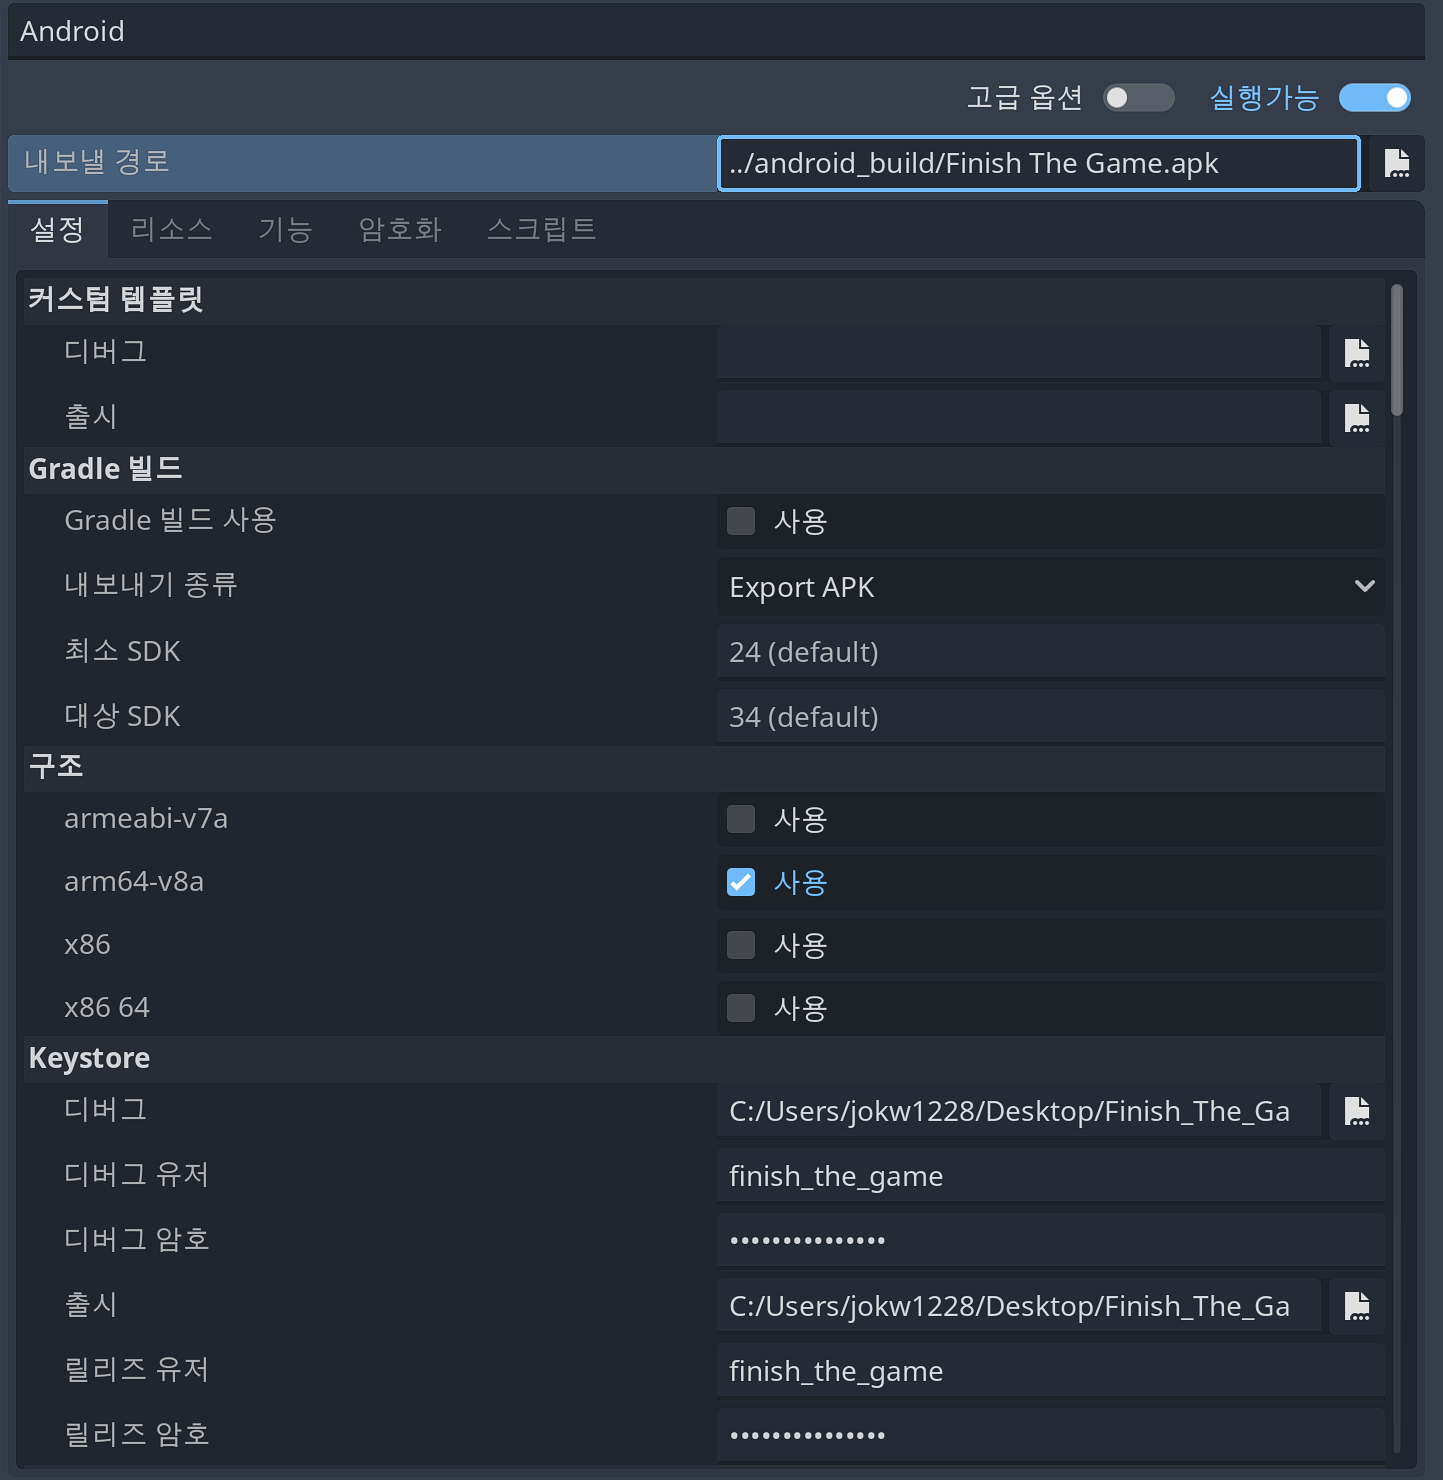 Android
고급 옵션 실행가능
내보낼 경로 ../android_build/Finish The Game.apk
설정 리소스 기능 암호화 스크립트
커스텀 템플릿
디버그
출시
Gradle 빌드
Gradle 빌드 사용 사용
내보내기 종류 Export APK
최소 SDK 24 (default)
대상 SDK 34 (default)
구조
armeabi-v7a 사용
arm64-v8a 사용
x86 사용
x86 64 사용
Keystore
디버그 C:/Users/jokw1228/Desktop/Finish_The_Ga
디버그 유저 finish_the_game
디버그 암호 •••••••••••••••
출시 C:/Users/jokw1228/Desktop/Finish_The_Ga
릴리즈 유저 finish_the_game
릴리즈 암호 •••••••••••••••